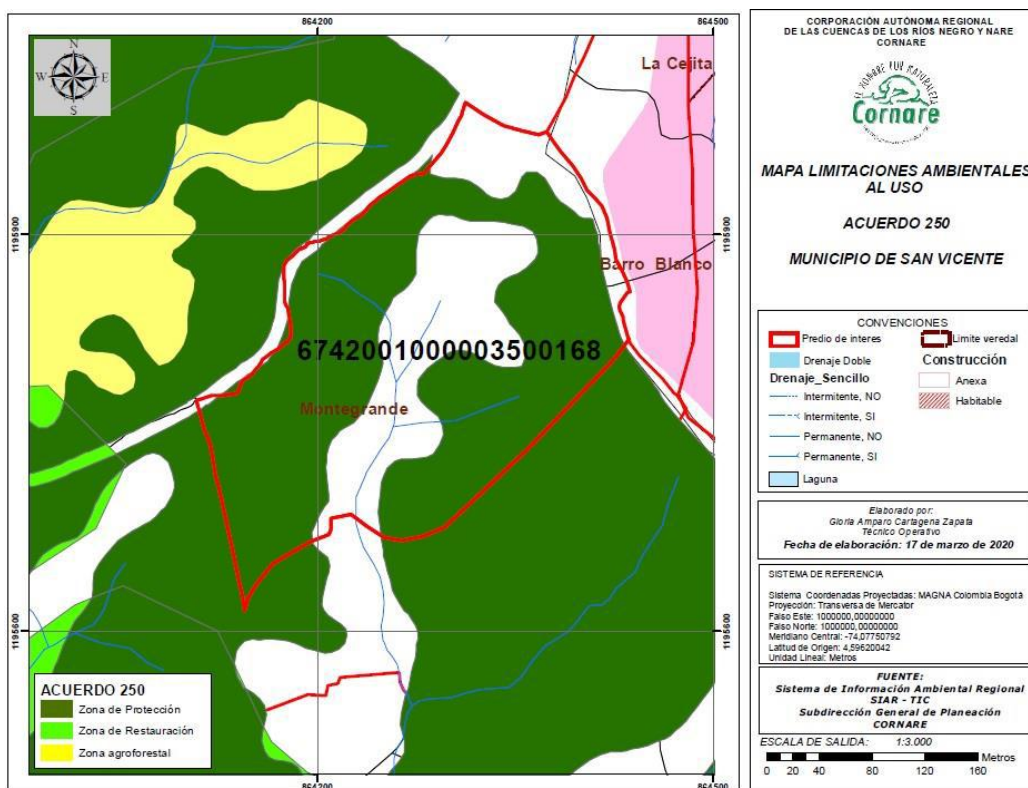 864200
864500
N
W
E
S
La Cejita
1195900
1195900
Barro Blanco
6742001000003500168
Montegrande
1195600
1195600
ACUERDO 250
Zona de Protección
Zona de Restauración
Zona agroforestal
864200
864500
CORPORACIÓN AUTÓNOMA REGIONAL
DE LAS CUENCAS DE LOS RÍOS NEGRO Y NARE
CORNARE
Cornare
MAPA LIMITACIONES AMBIENTALES
AL USO
ACUERDO 250
MUNICIPIO DE SAN VICENTE
CONVENCIONES
Predio de interes
Limite veredal
Drenaje Doble
Construcción
Drenaje_Sencillo
Anexa
Intermitente, NO
Habitable
Intermitente, SI
Permanente, NO
Permanente, SI
Laguna
Elaborado por:
Gloria Amparo Cartagena Zapata
Técnico Operativo
Fecha de elaboración: 17 de marzo de 2020
SISTEMA DE REFERENCIA
Sistema Coordenadas Proyectadas: MAGNA Colombia Bogotá
Proyección: Transversa de Mercator
Falso Este: 1000000,00000000
Falso Norte: 1000000,00000000
Meridiano Central: -74,07750792
Latitud de Origen: 4,59620042
Unidad Lineal: Metros
FUENTE:
Sistema de Información Ambiental Regional
SIAR - TIC
Subdirección General de Planeación
CORNARE
ESCALA DE SALIDA: 1:3.000
Metros
0 20 40 80 120 160